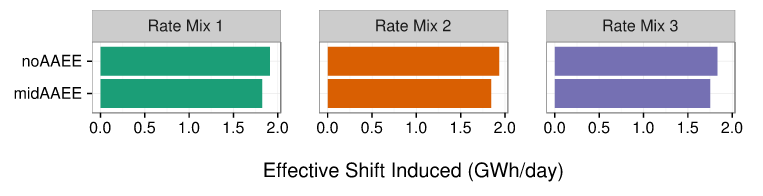 Rate Mix 1 Rate Mix 2 Rate Mix 3
noAAEE
midAAEE
0.0 0.5 1.0 1.5 2.0 0.0 0.5 1.0 1.5 2.0 0.0 0.5 1.0 1.5 2.0
Effective Shift Induced (GWh/day)